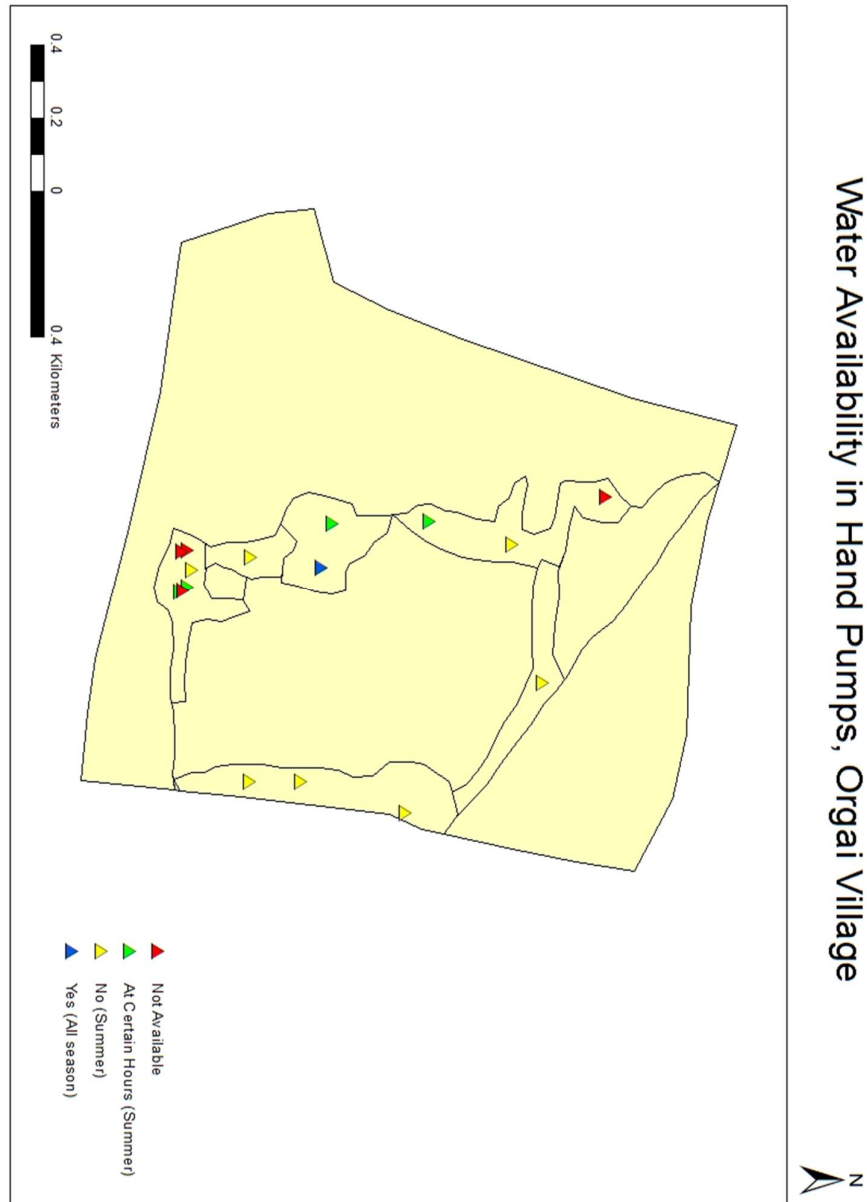 Water Availability in Hand Pumps, Orgai Village
N
Not Available
At Certain Hours (Summer)
No (Summer)
Yes (All season)
0.4 0.2 0 0.4 Kilometers